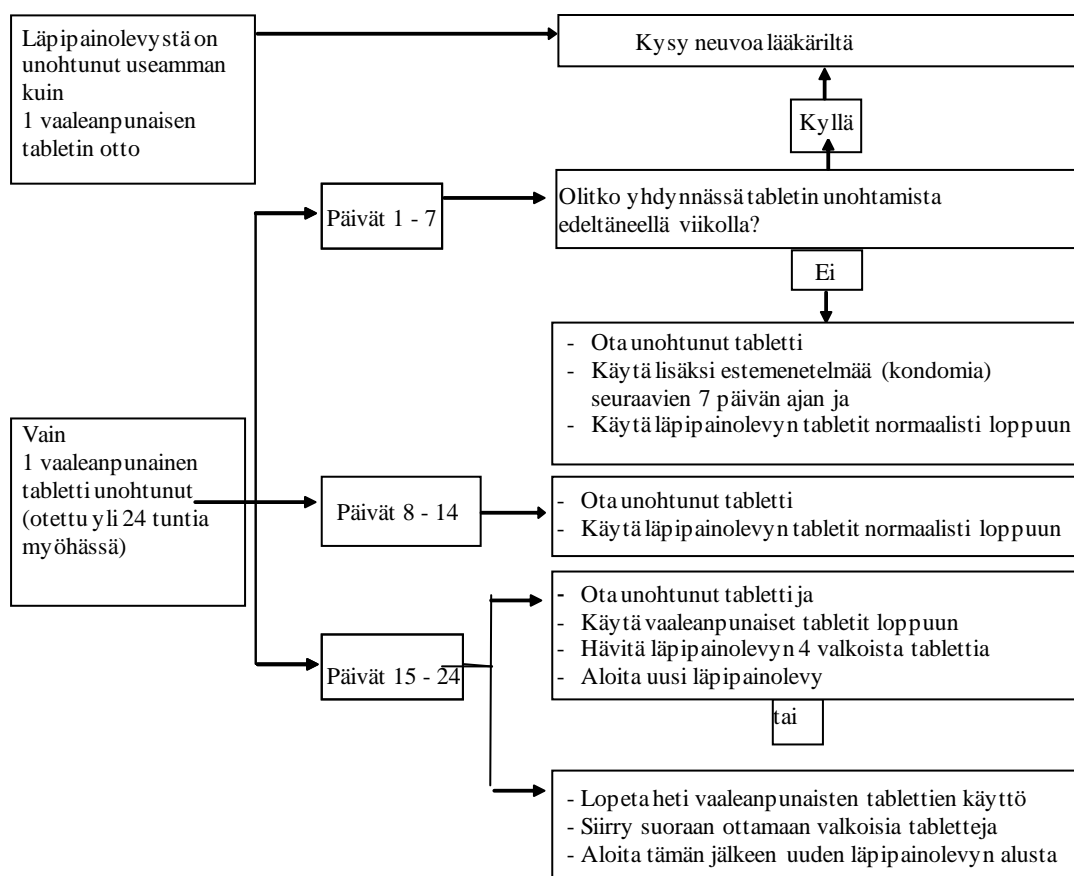 Läpipainolevystä on
unohtunut useamman
kuin
1 vaaleanpunaisen
tabletin otto
Kysy neuvoa lääkäriltä
Kyllä
Päivät 1 - 7
Olitko yhdynnässä tabletin unohtamista
edeltäneellä viikolla?
Ei
- Ota unohtunut tabletti
- Käytä lisäksi estemenetelmää (kondomia)
seuraavien 7 päivän ajan ja
- Käytä läpipainolevyn tabletit normaalisti loppuun
Vain
1 vaaleanpunainen
tabletti unohtunut
(otettu yli 24 tuntia
myöhässä)
Päivät 8 - 14
- Ota unohtunut tabletti
- Käytä läpipainolevyn tabletit normaalisti loppuun
Päivät 15 - 24
- Ota unohtunut tabletti ja
- Käytä vaaleanpunaiset tabletit loppuun
- Hävitä läpipainolevyn 4 valkoista tablettia
- Aloita uusi läpipainolevy
tai
- Lopeta heti vaaleanpunaisten tablettien käyttö
- Siirry suoraan ottamaan valkoisia tabletteja
- Aloita tämän jälkeen uuden läpipainolevyn alusta